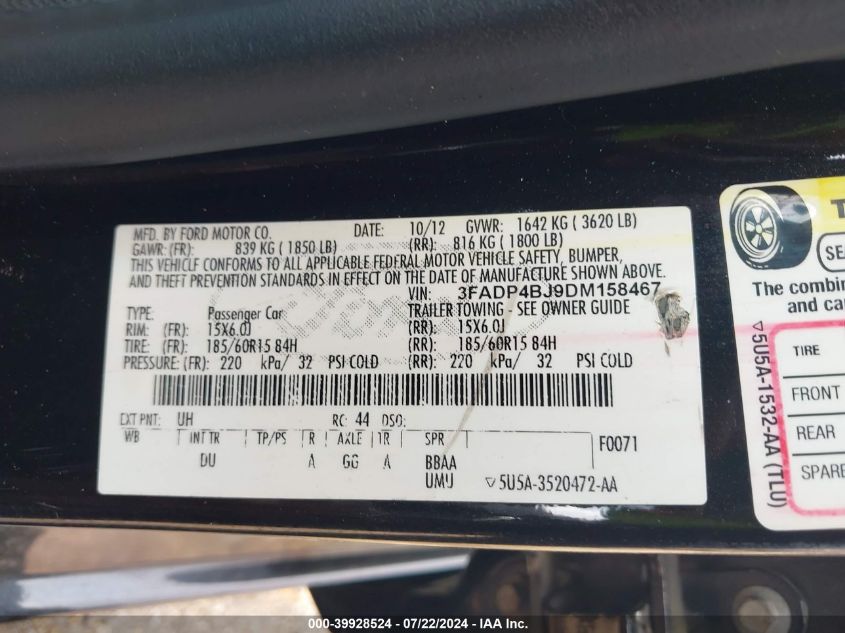 MFD. BY FORD MOTOR CO. DATE: 10/12 GVWR: 1642 KG ( 3620 LB)
GAWR: (FR): 839 KG ( 1850 LB) (RR): 816 KG ( 1800 LB)
THIS VEHICLE CONFORMS TO ALL APPLICABLE FEDERAL MOTOR VEHICLE SAFETY, BUMPER,
AND THEFT PREVENTION STANDARDS IN EFFECT ON THE DATE OF MANUFACTURE SHOWN ABOVE.
VIN: 3FADP4BJ9DM158467
TYPE: Passenger Car TRAILER TOWING - SEE OWNER GUIDE
RIM: (FR): 15X6.0J (RR): 15X6.0J
TIRE: (FR): 185/60R15 84H (RR): 185/60R15 84H
PRESSURE: (FR): 220 kPa/ 32 PSI COLD (RR): 220 kPa/ 32 PSI COLD
EXT PNT: UH RC: 44 DSO:
WB INT TR TP/PS R AXLE TR SPR F0071
DU A GG A BBAA
UMU ▽5U5A-3520472-AA
T
SEA
The combin
and ca
▽5U5A-1532-AA (TLU)
TIRE
FRONT
REAR
SPARE
000-39928524 - 07/22/2024 - IAA Inc.